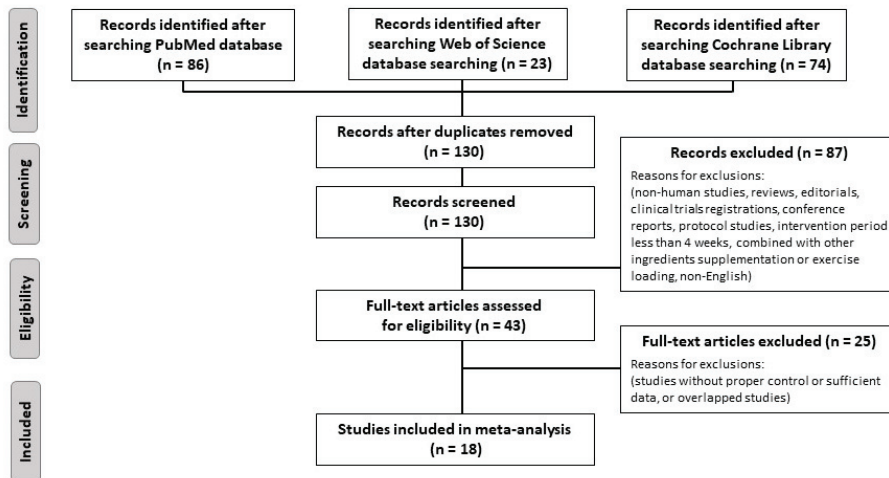 Identification
Records identified after
searching PubMed database
(n = 86)
Records identified after
searching Web of Science
database searching (n = 23)
Records identified after
searching Cochrane Library
database searching (n = 74)
Records after duplicates removed
(n = 130)
Screening
Records screened
(n = 130)
Records excluded (n = 87)
Reasons for exclusions:
(non-human studies, reviews, editorials,
clinical trials registrations, conference
reports, protocol studies, intervention period
less than 4 weeks, combined with other
ingredients supplementation or exercise
loading, non-English)
Eligibility
Full-text articles assessed
for eligibility (n = 43)
Full-text articles excluded (n = 25)
Reasons for exclusions:
(studies without proper control or sufficient
data, or overlapped studies)
Included
Studies included in meta-analysis
(n = 18)